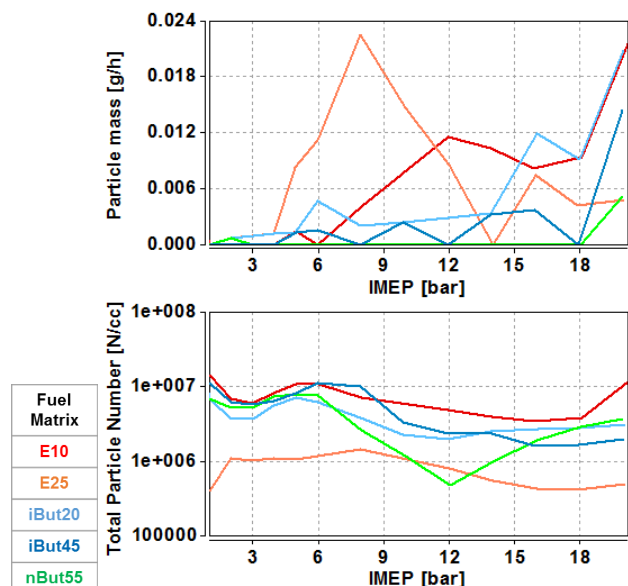 0.024
0.018
0.012
0.006
0.000
Particle mass [g/h]
3 6 9 12 15 18
IMEP [bar]
1e+008
1e+007
1e+006
100000
Total Particle Number [N/cc]
3 6 9 12 15 18
IMEP [bar]
Fuel
Matrix
E10
E25
iBut20
iBut45
nBut55